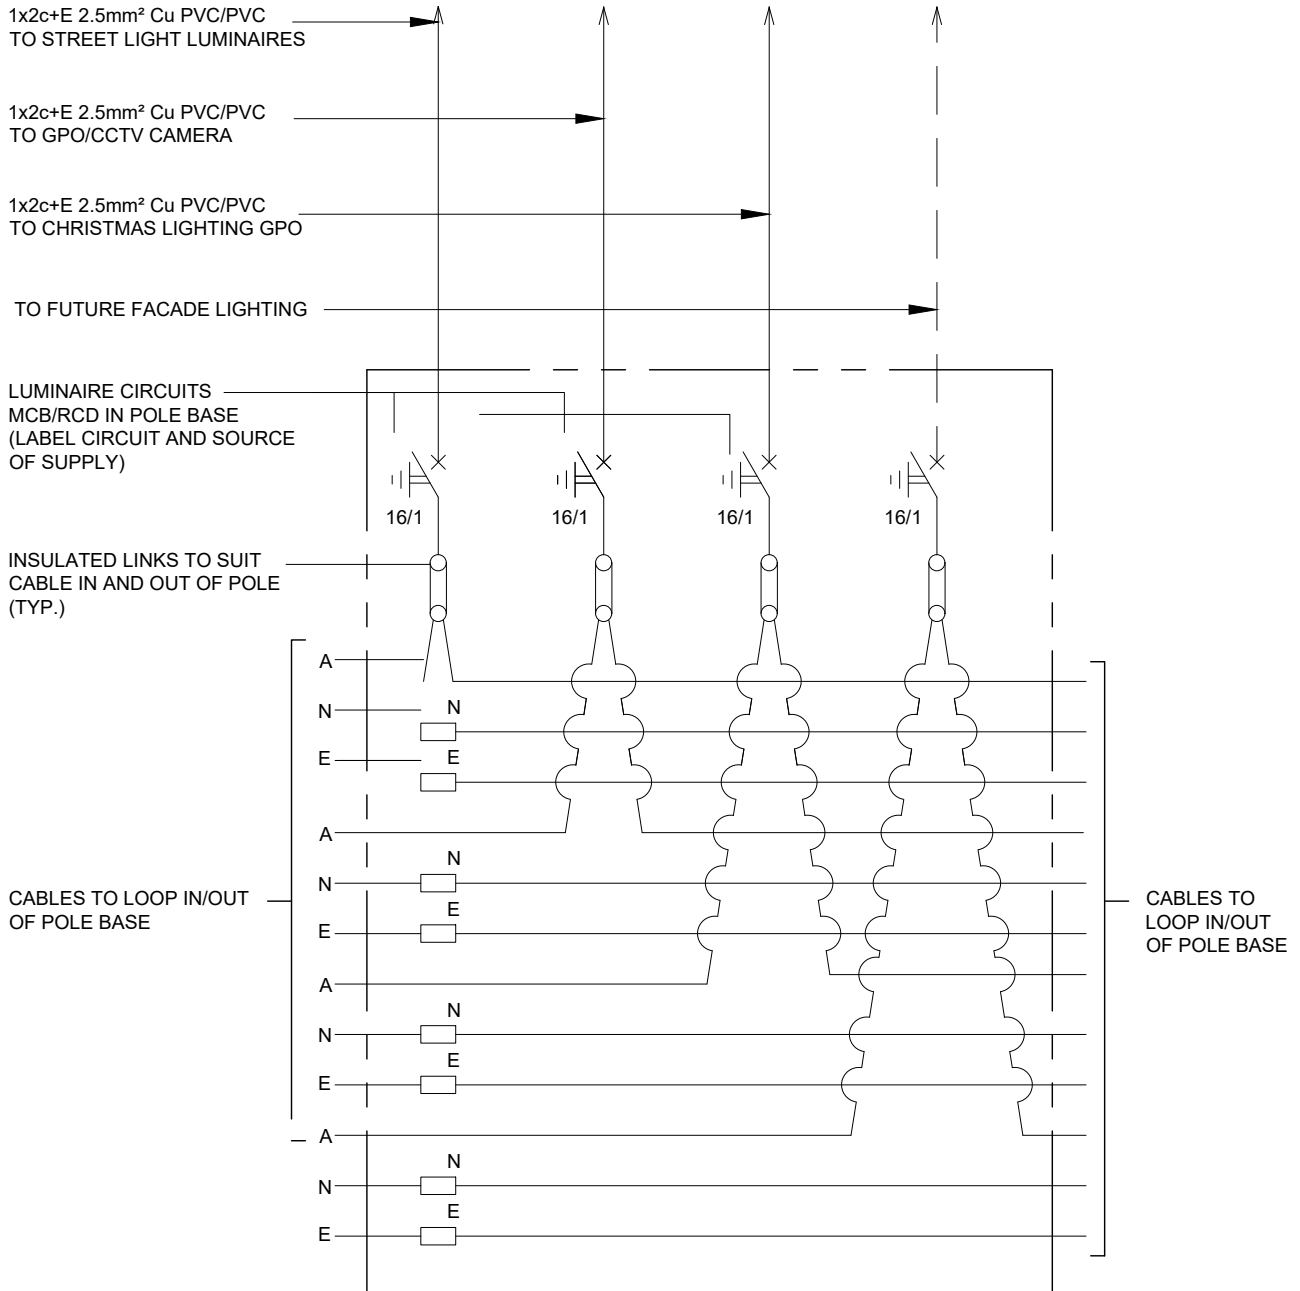 1x2c+E 2.5mm² Cu PVC/PVC
TO STREET LIGHT LUMINAIRES
1x2c+E 2.5mm² Cu PVC/PVC
TO GPO/CCTV CAMERA
1x2c+E 2.5mm² Cu PVC/PVC
TO CHRISTMAS LIGHTING GPO
TO FUTURE FACADE LIGHTING
LUMINAIRE CIRCUITS
MCB/RCD IN POLE BASE
(LABEL CIRCUIT AND SOURCE
OF SUPPLY)
16/1 16/1 16/1 16/1
INSULATED LINKS TO SUIT
CABLE IN AND OUT OF POLE
(TYP.)
A
N N
E E
A
N N
E E
CABLES TO LOOP IN/OUT
OF POLE BASE
CABLES TO
LOOP IN/OUT
OF POLE BASE
A
N N
E E
A
N N
E E